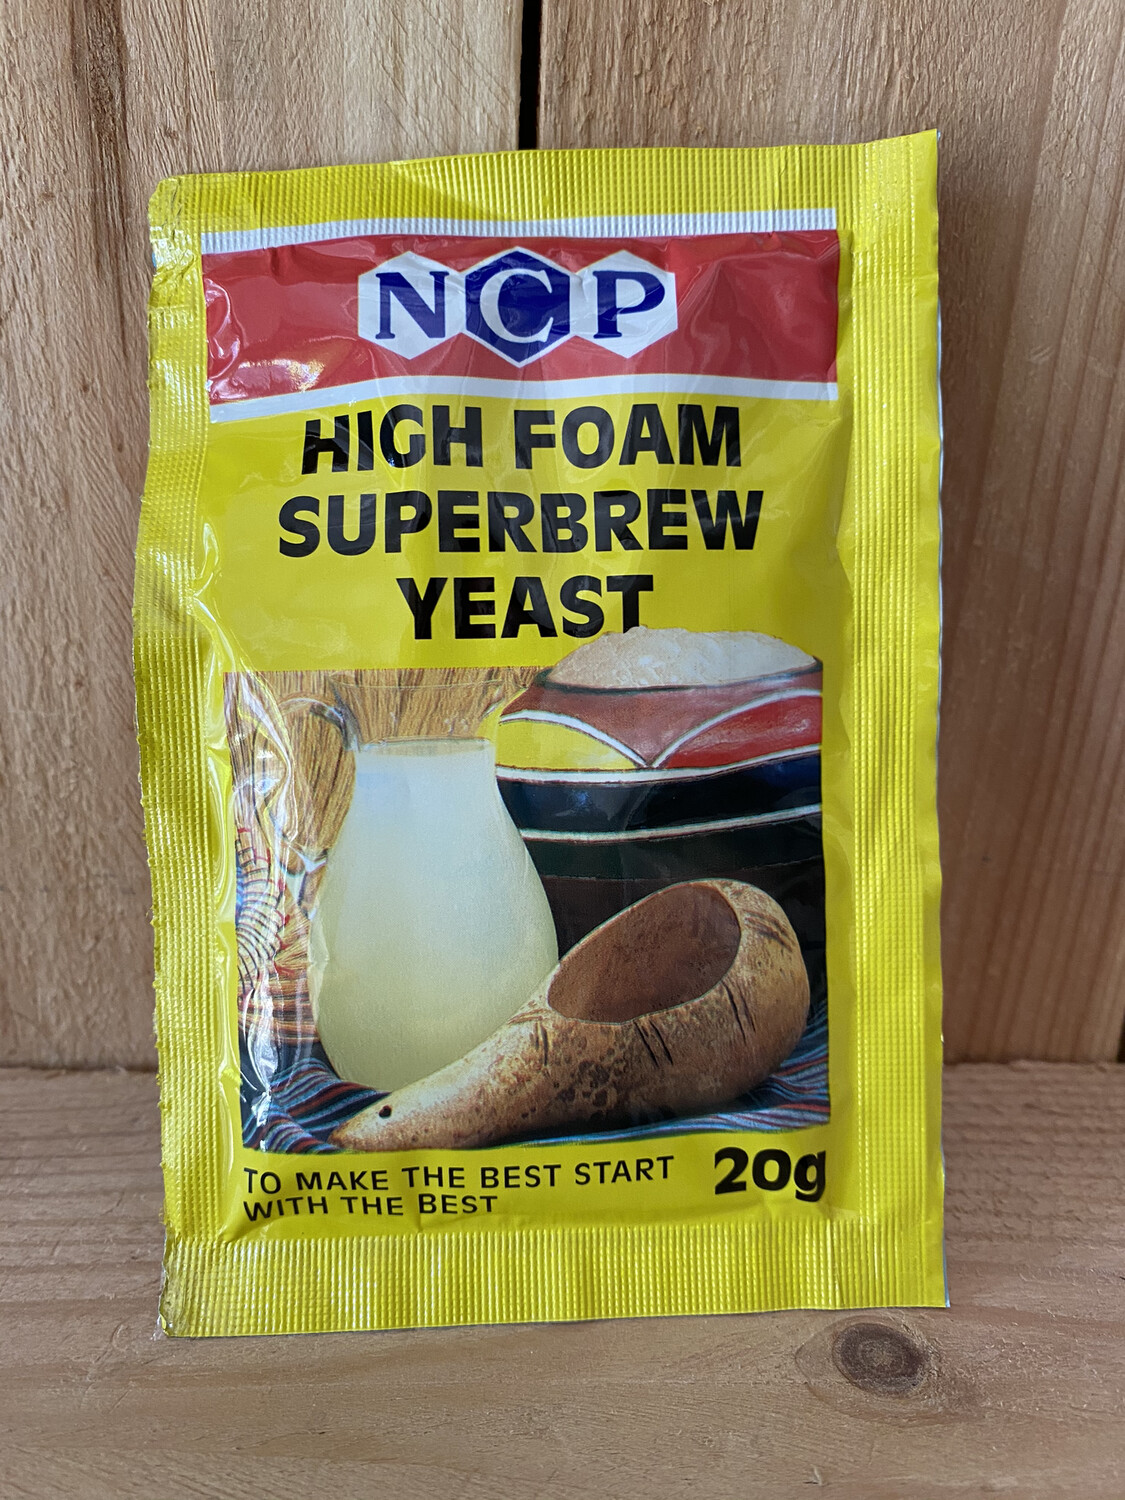 NCP
HIGH FOAM
SUPERBREW
YEAST
TO MAKE THE BEST START
WITH THE BEST
20g